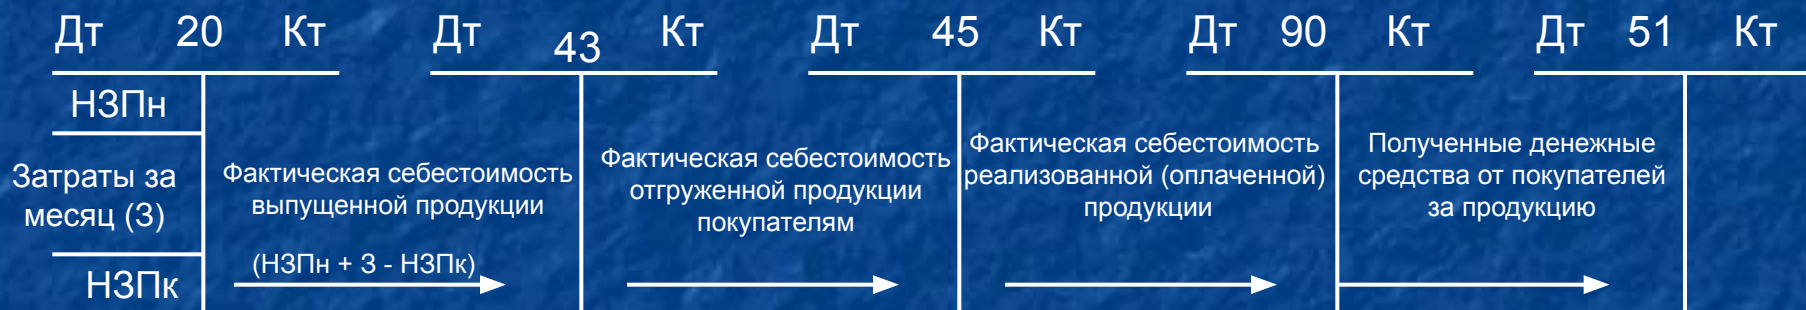 Дт 20 Кт Дт 43 Кт Дт 45 Кт Дт 90 Кт Дт 51 Кт
НЗПн
Затраты за
месяц (З)
НЗПк
Фактическая себестоимость
выпущенной продукции
(НЗПн + З - НЗПк)
Фактическая себестоимость
отгруженной продукции
покупателям
Фактическая себестоимость
реализованной (оплаченной)
продукции
Полученные денежные
средства от покупателей
за продукцию